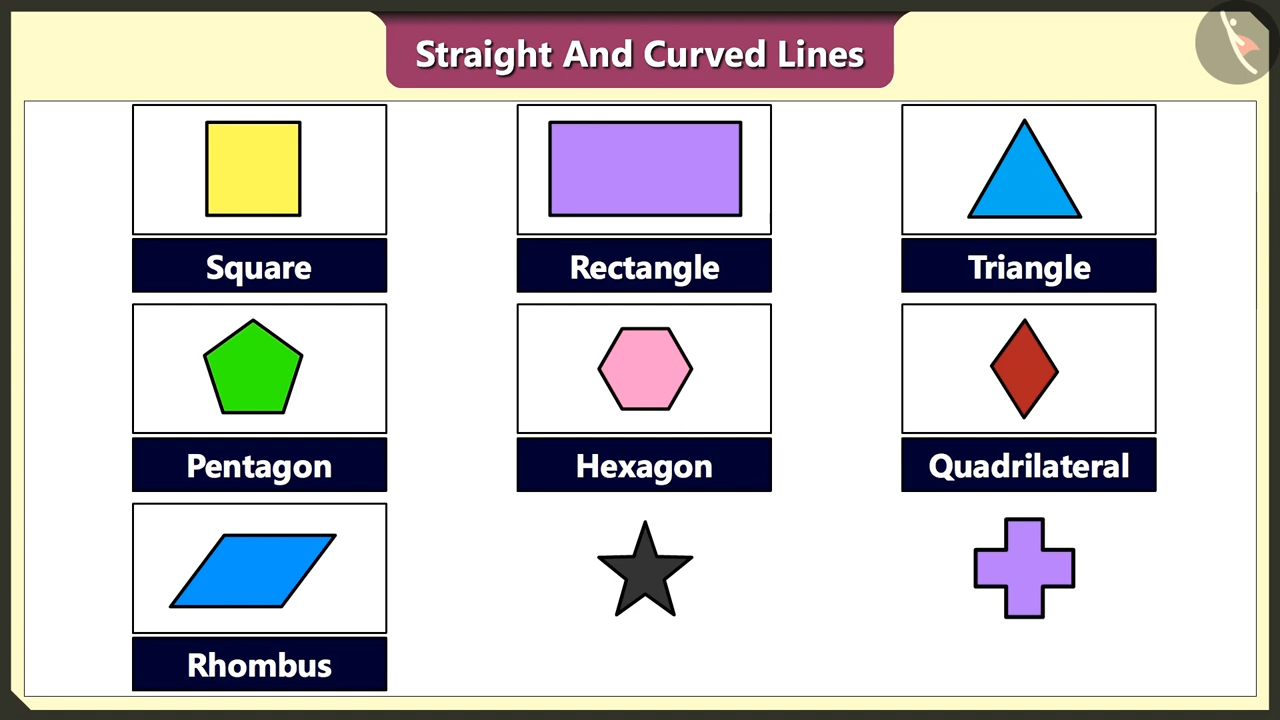 Straight And Curved Lines
Square
Rectangle
Triangle
Pentagon
Hexagon
Quadrilateral
Rhombus